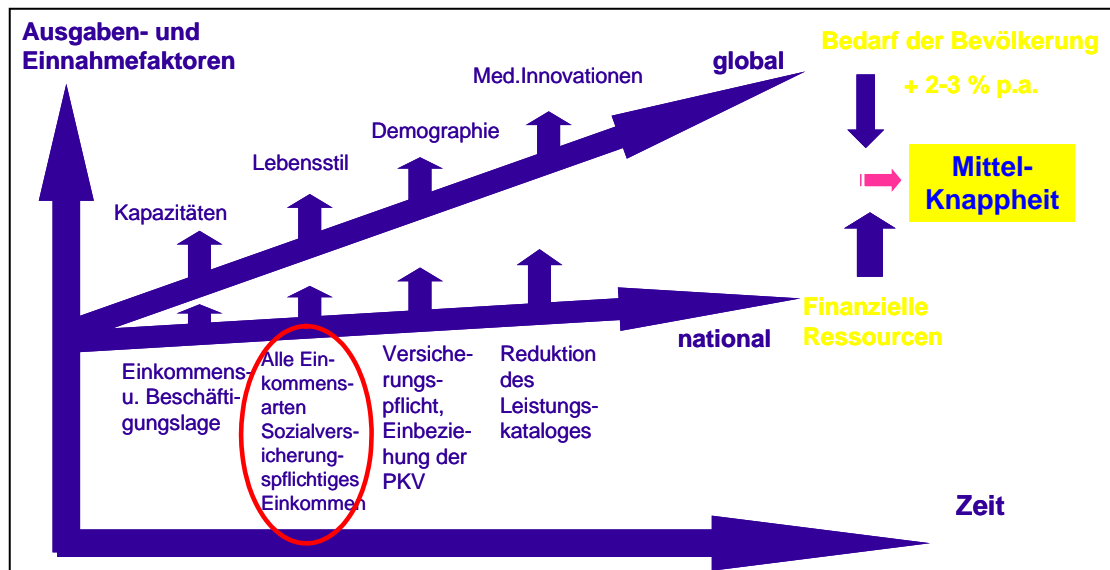 Ausgaben- und
Einnahmefaktoren
Bedarf der Bevölkerung
+ 2-3 % p.a.
global
Med.Innovationen
Demographie
Lebensstil
Kapazitäten
Mittel-
Knappheit
Finanzielle
Ressourcen
national
Einkommens-
u. Beschäfti-
gungslage
Alle Ein-
kommens-
arten
Sozialvers-
icherung-
spflichtiges
Einkommen
Versiche-
rungs-
pflicht,
Einbezie-
hung der
PKV
Reduktion
des
Leistungs-
kataloges
Zeit